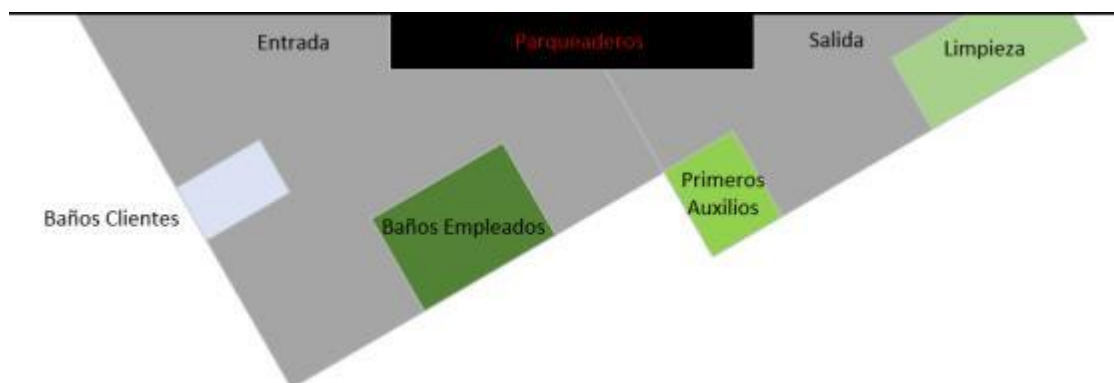 Entrada
Parqueaderos
Salida
Limpieza
Primeros
Auxilios
Baños Clientes
Baños Empleados